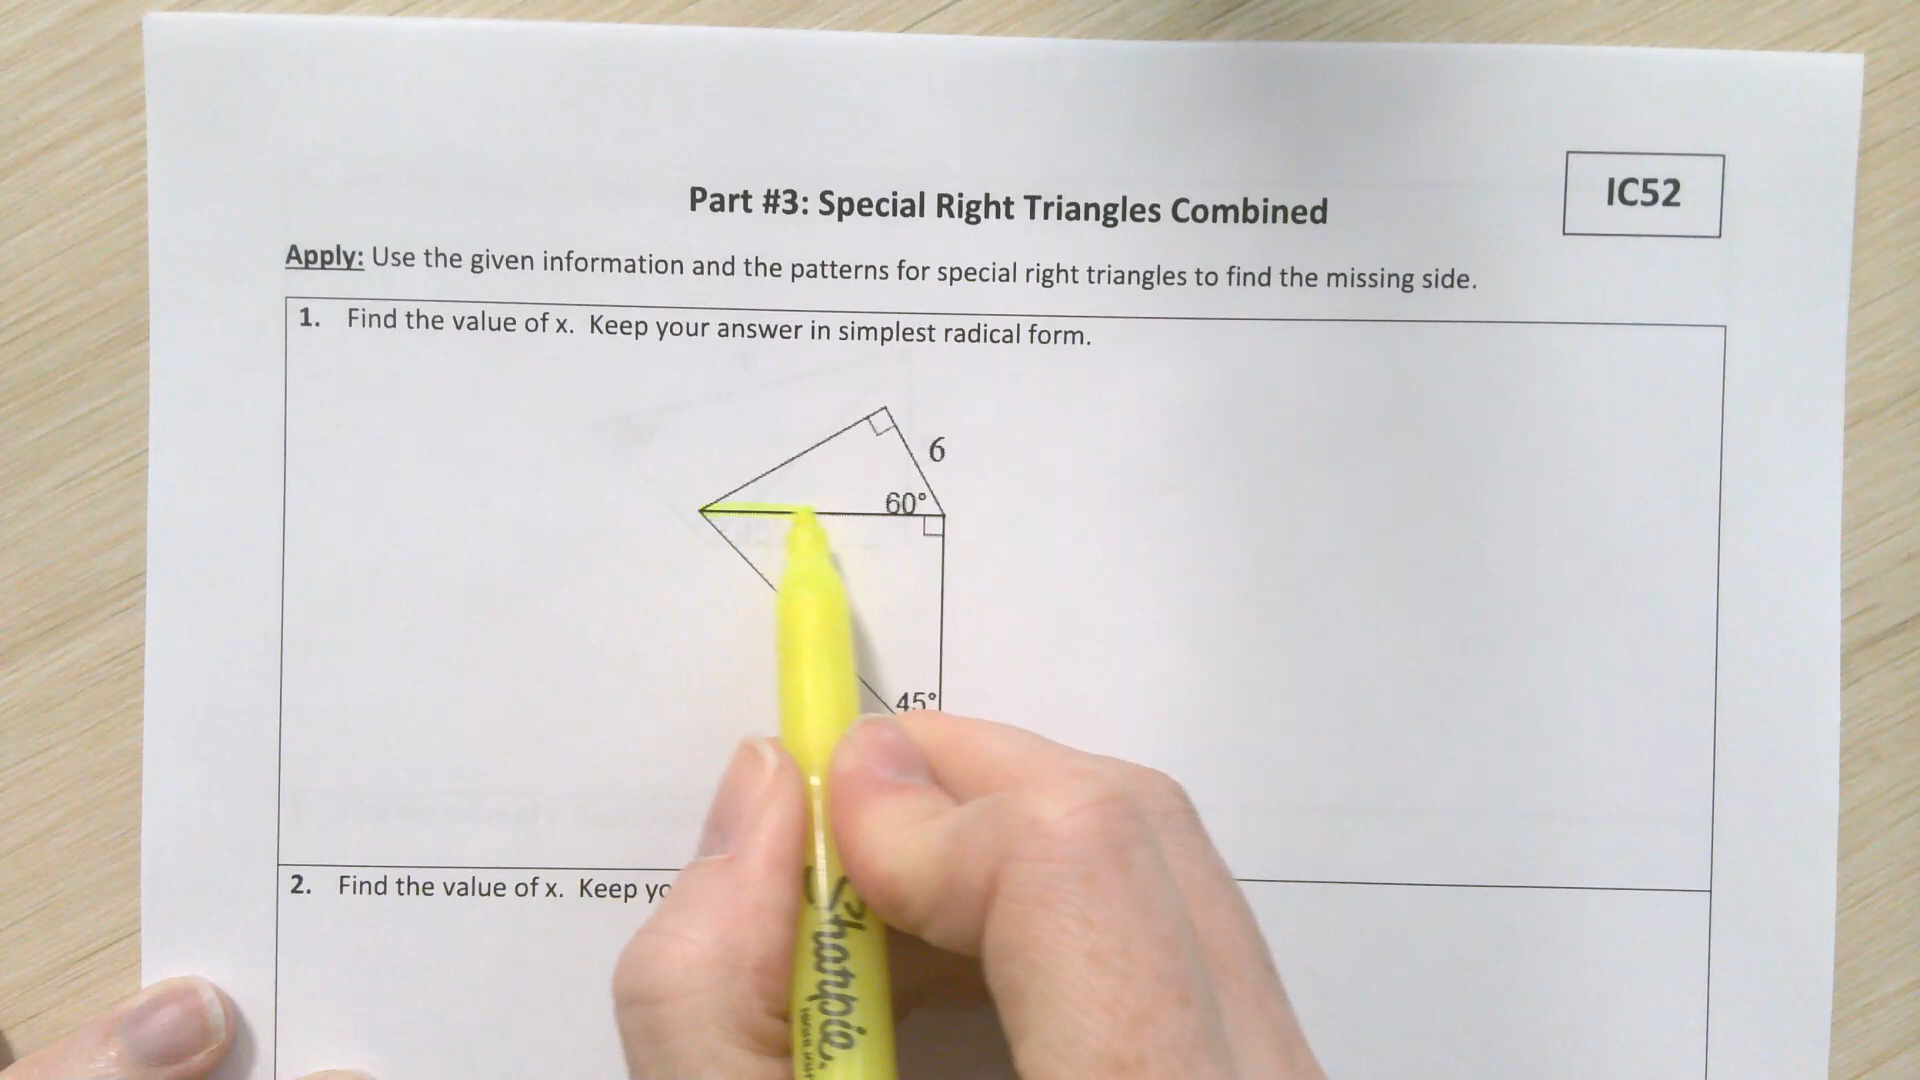 IC52
Part #3: Special Right Triangles Combined
Apply: Use the given information and the patterns for special right triangles to find the missing side.
1. Find the value of x. Keep your answer in simplest radical form.
6
60°
45°
2. Find the value of x. Keep
Sharpie